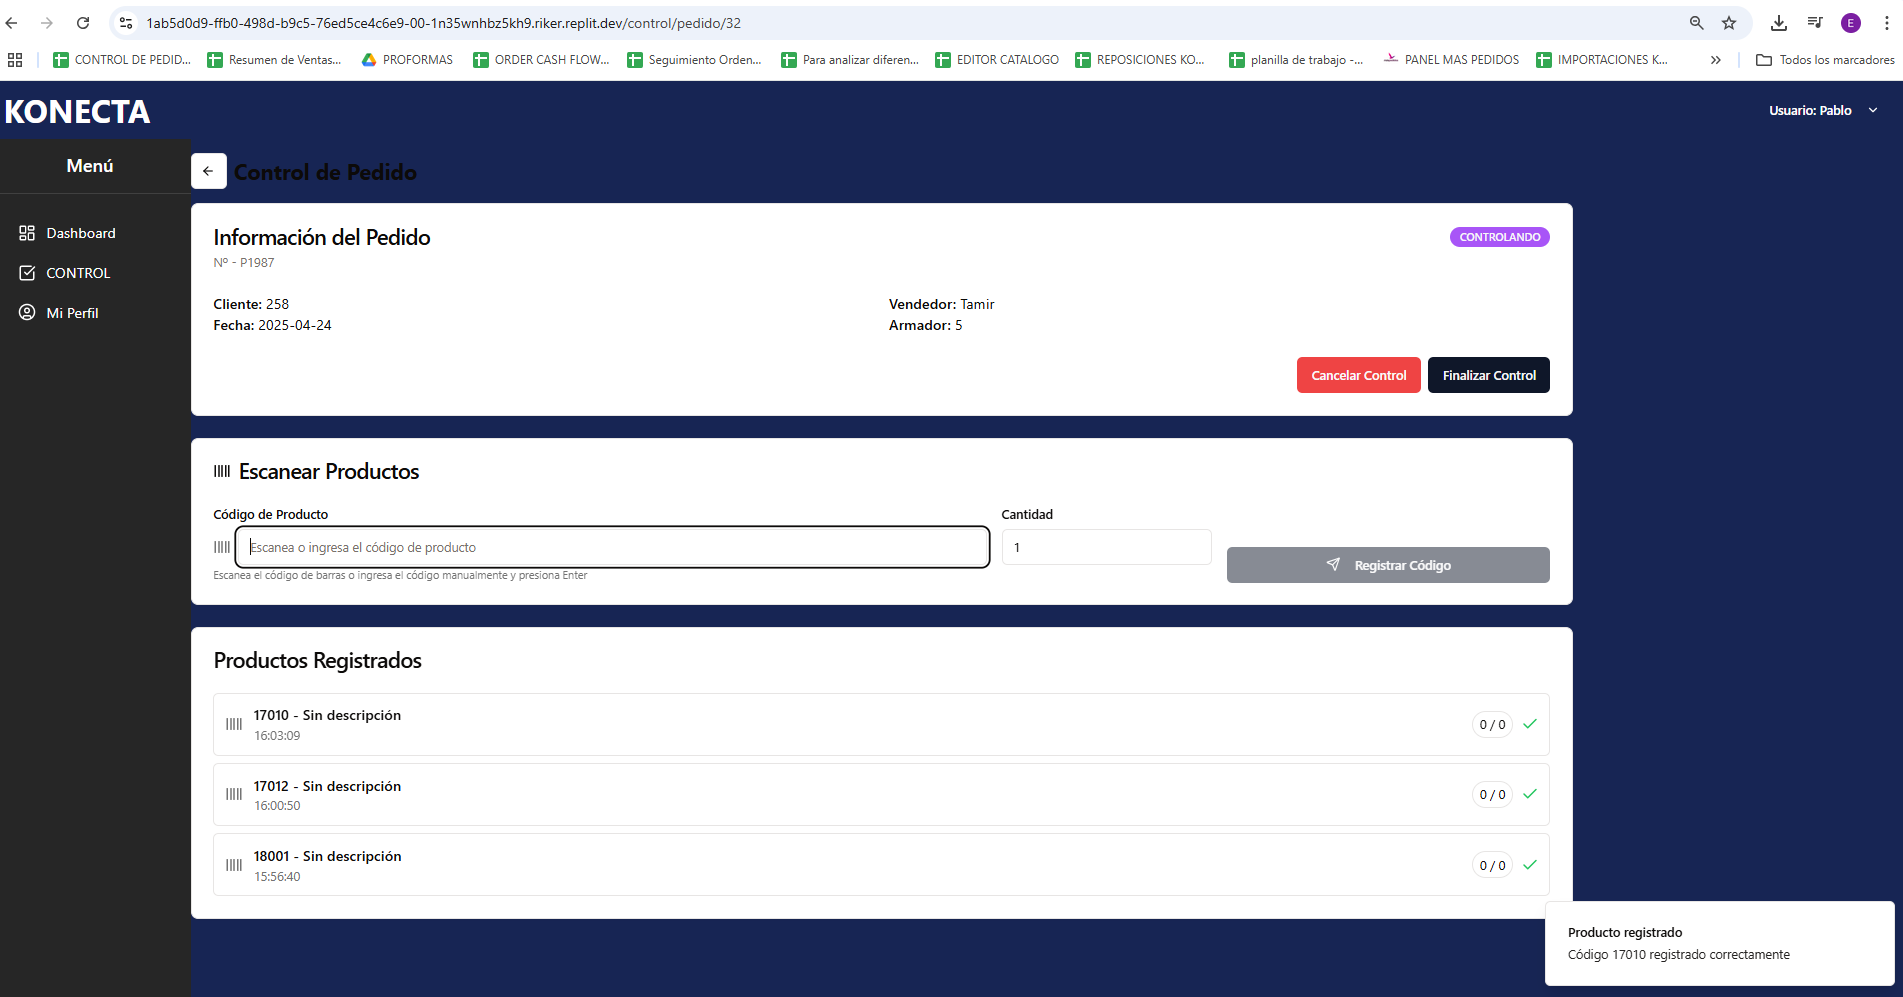 1ab5d0d9-ffb0-498d-b9c5-76ed5ce4c6e9-00-1n35wnhbz5kh9.riker.replit.dev/control/pedido/32
E
CONTROL DE PEDID...
Resumen de Ventas...
PROFORMAS
ORDER CASH FLOW...
Seguimiento Orden...
Para analizar diferen...
EDITOR CATALOGO
REPOSICIONES KO...
planilla de trabajo -...
PANEL MAS PEDIDOS
IMPORTACIONES K...
»
Todos los marcadores
KONECTA
Usuario: Pablo
Menú
Dashboard
CONTROL
Mi Perfil
Control de Pedido
Información del Pedido
CONTROLANDO
Nº - P1987
Cliente: 258
Vendedor: Tamir
Fecha: 2025-04-24
Armador: 5
Cancelar Control
Finalizar Control
Escanear Productos
Código de Producto
Cantidad
Escanea o ingresa el código de producto
1
Registrar Código
Escanea el código de barras o ingresa el código manualmente y presiona Enter
Productos Registrados
17010 - Sin descripción
16:03:09
0 / 0
17012 - Sin descripción
16:00:50
0 / 0
18001 - Sin descripción
15:56:40
0 / 0
Producto registrado
Código 17010 registrado correctamente